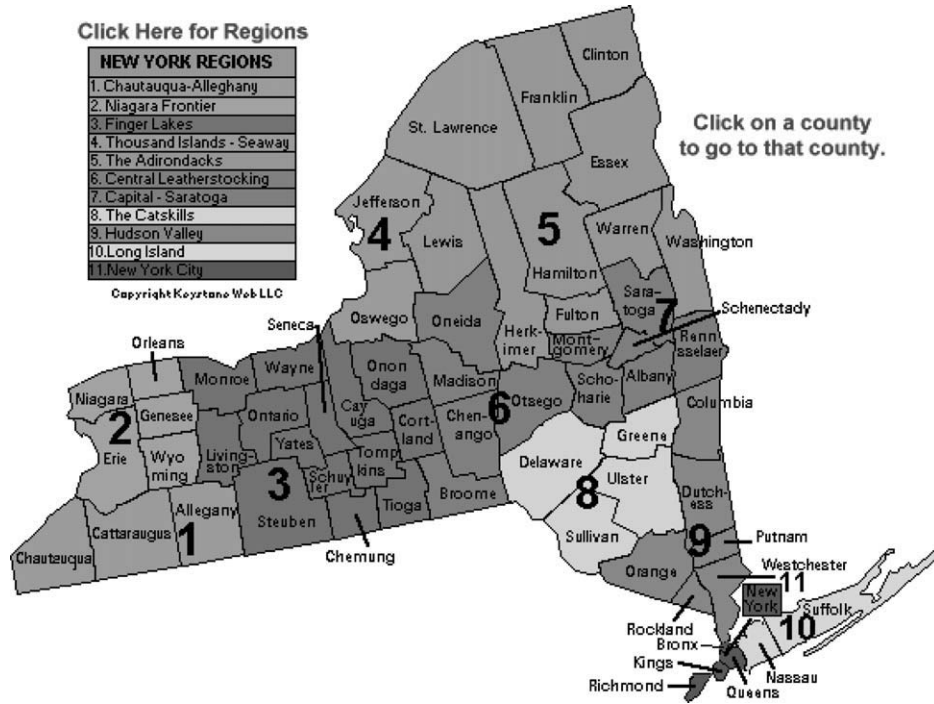 Click Here for Regions
NEW YORK REGIONS
1. Chautauqua-Alleghany
2. Niagara Frontier
3. Finger Lakes
4. Thousand Islands - Seaway
5. The Adirondacks
6. Central Leatherstocking
7. Capital - Saratoga
8. The Catskills
9. Hudson Valley
10.Long Island
11.New York City
Copyright Keystone Web LLC
Click on a county
to go to that county.
Clinton
Franklin
St. Lawrence
Essex
Jefferson
4
Lewis
5
Hamilton
Warren
Washington
Oswego
Oneida
Herk-
imer
Fulton
Mont-
gomery
Sara-
toga
7
Schenectady
Seneca
Orleans
Niagara
2
Erie
Genesee
Wyo
ming
Monroe
Wayne
Ontario
Living-
ston
Yates
Cay
uga
Onon
daga
Madison
Cort-
land
Chen-
ango
6
Otsego
Scho-
harie
Albany
Renn
sselaer
Columbia
Greene
Delaware
8
Ulster
Sullivan
Dutch-
ess
Chautauqua
Cattaraugus
Allegany
1
3
Steuben
Schuy
ler
Tomp
kins
Chemung
Tioga
Broome
9
Putnam
Orange
Westchester
11
New
York
Suffolk
10
Rockland
Bronx
Kings
Richmond
Queens
Nassau